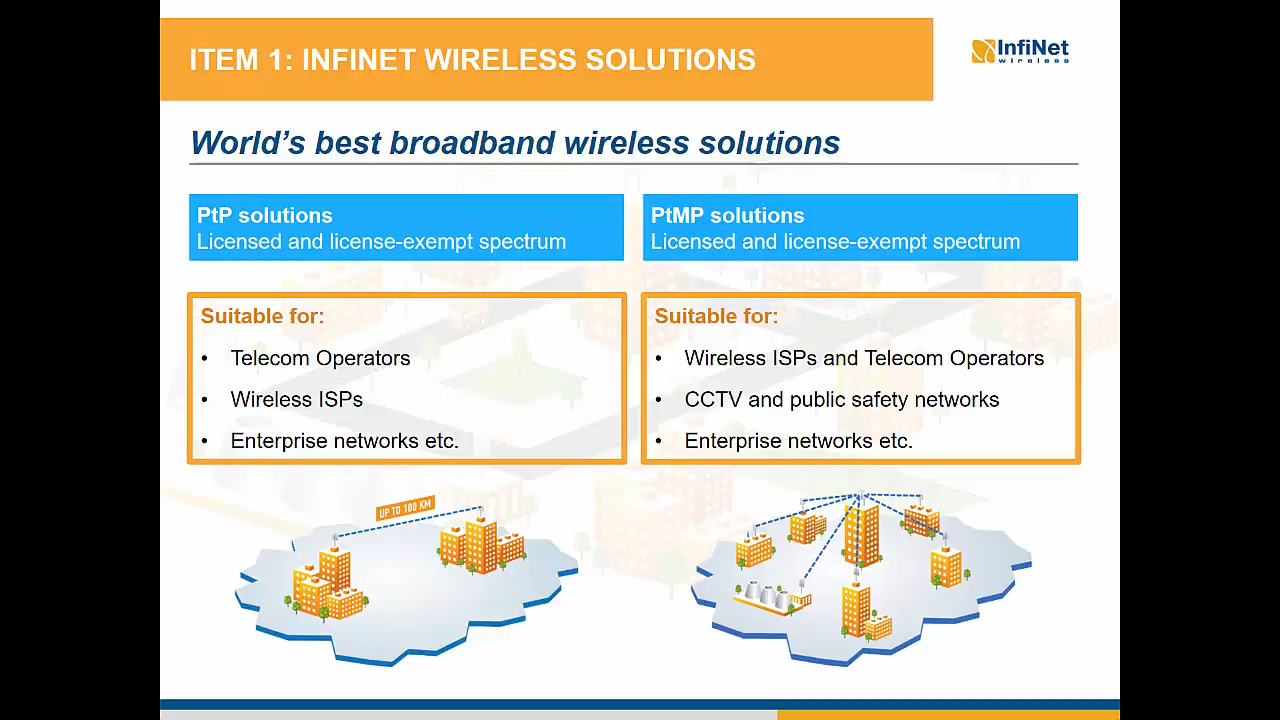 ITEM 1: INFINET WIRELESS SOLUTIONS
InfiNet
wireless
World's best broadband wireless solutions
PtP solutions
Licensed and license-exempt spectrum
PtMP solutions
Licensed and license-exempt spectrum
Suitable for:
• Telecom Operators
• Wireless ISPs
• Enterprise networks etc.
Suitable for:
• Wireless ISPs and Telecom Operators
• CCTV and public safety networks
• Enterprise networks etc.
UP TO 100 KM